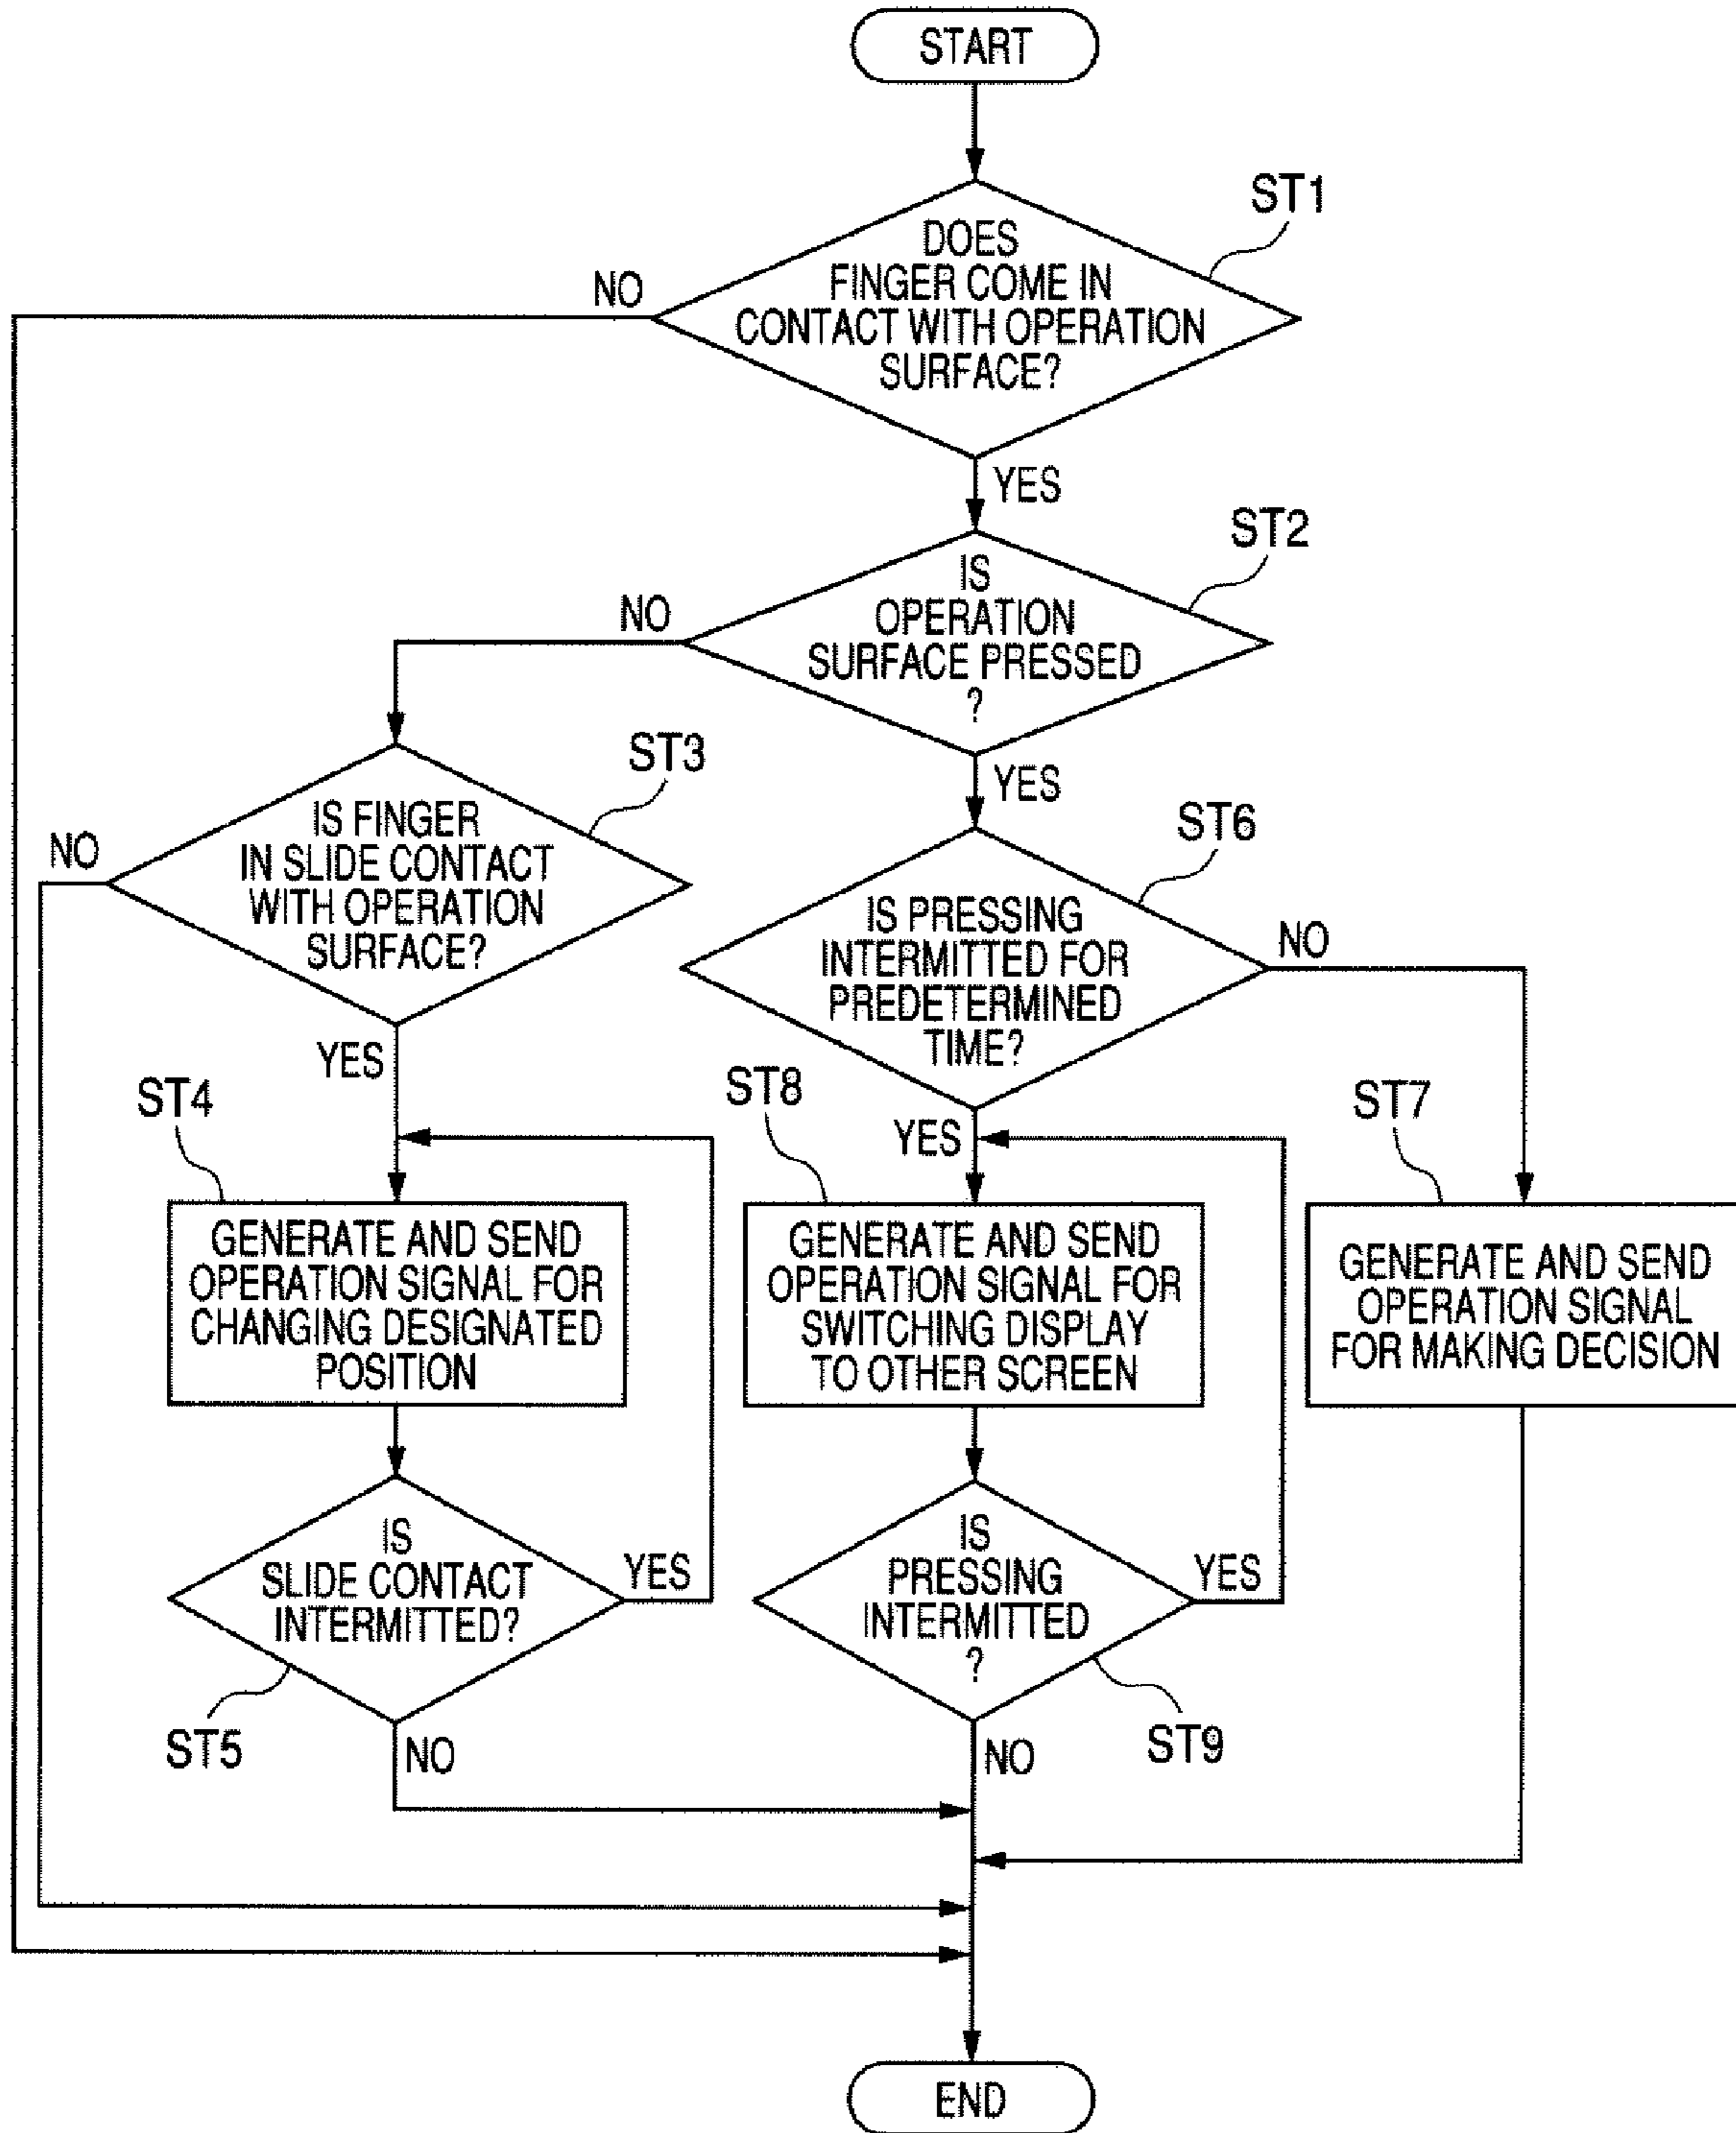 START
ST1
DOES
FINGER COME IN
CONTACT WITH OPERATION
SURFACE?
NO
YES
ST2
IS
OPERATION
SURFACE PRESSED
?
NO
YES
ST3
IS FINGER
IN SLIDE CONTACT
WITH OPERATION
SURFACE?
NO
YES
ST6
IS PRESSING
INTERMITTED FOR
PREDETERMINED
TIME?
NO
YES
ST4
GENERATE AND SEND
OPERATION SIGNAL FOR
CHANGING DESIGNATED
POSITION
ST8
GENERATE AND SEND
OPERATION SIGNAL FOR
SWITCHING DISPLAY
TO OTHER SCREEN
ST7
GENERATE AND SEND
OPERATION SIGNAL
FOR MAKING DECISION
IS
SLIDE CONTACT
INTERMITTED?
YES
ST5
NO
IS
PRESSING
INTERMITTED
?
YES
ST9
NO
END